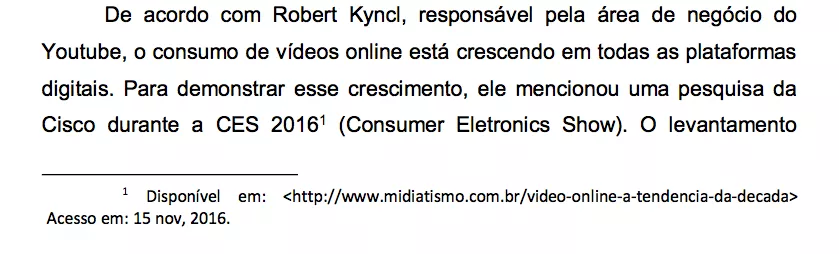 De acordo com Robert Kyncl, responsável pela área de negócio do
Youtube, o consumo de vídeos online está crescendo em todas as plataformas
digitais. Para demonstrar esse crescimento, ele mencionou uma pesquisa da
Cisco durante a CES 2016¹ (Consumer Eletronics Show). O levantamento
¹ Disponível em: <http://www.midiatismo.com.br/video-online-a-tendencia-da-decada>
Acesso em: 15 nov, 2016.